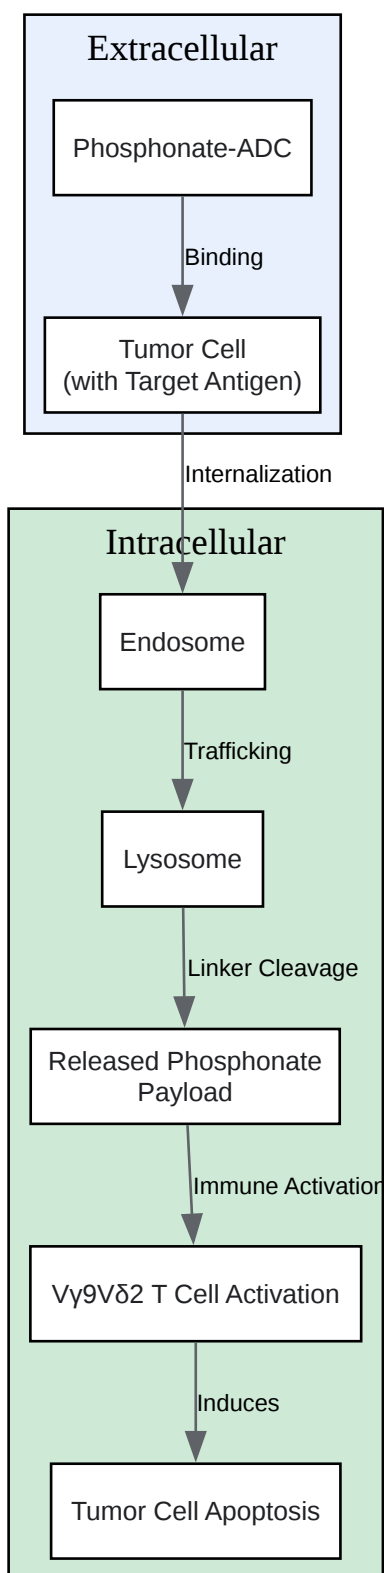 Extracellular
Phosphonate-ADC
Binding
Tumor Cell
(with Target Antigen)
Internalization
Intracellular
Endosome
Trafficking
Lysosome
Linker Cleavage
Released Phosphonate
Payload
Immune Activation
Vγ9Vδ2 T Cell Activation
Induces
Tumor Cell Apoptosis